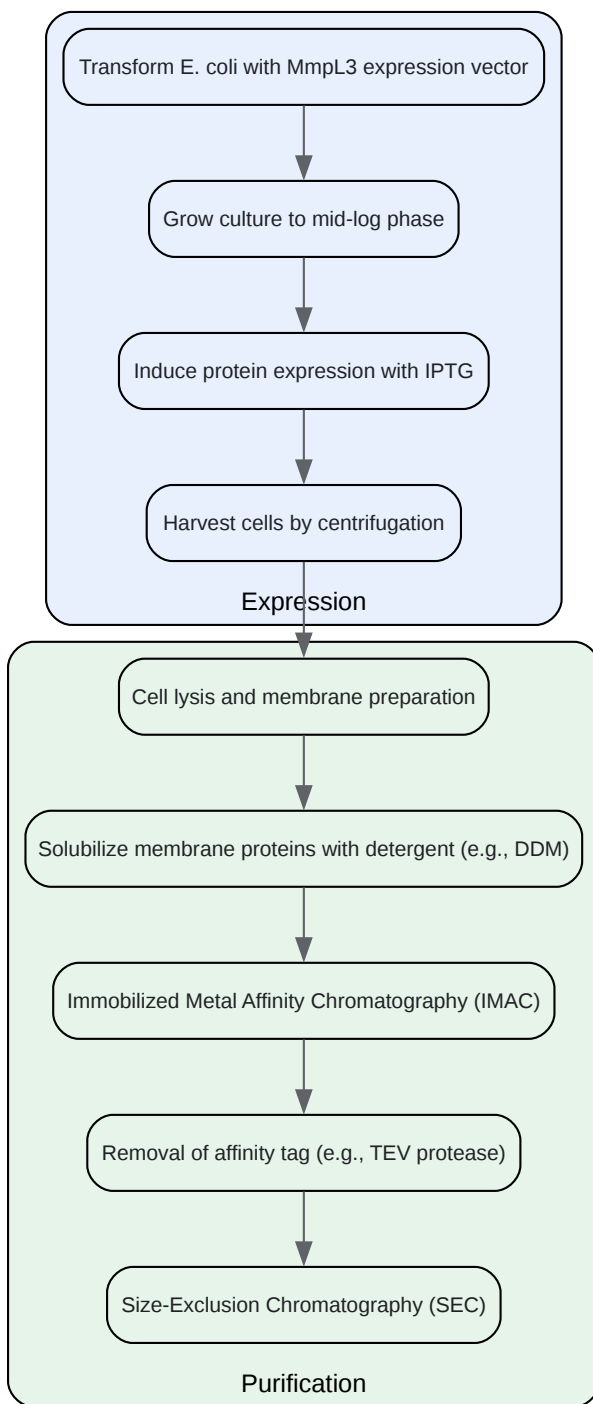 Transform E. coli with MmpL3 expression vector
Grow culture to mid-log phase
Induce protein expression with IPTG
Harvest cells by centrifugation
Expression
Cell lysis and membrane preparation
Solubilize membrane proteins with detergent (e.g., DDM)
Immobilized Metal Affinity Chromatography (IMAC)
Removal of affinity tag (e.g., TEV protease)
Size-Exclusion Chromatography (SEC)
Purification